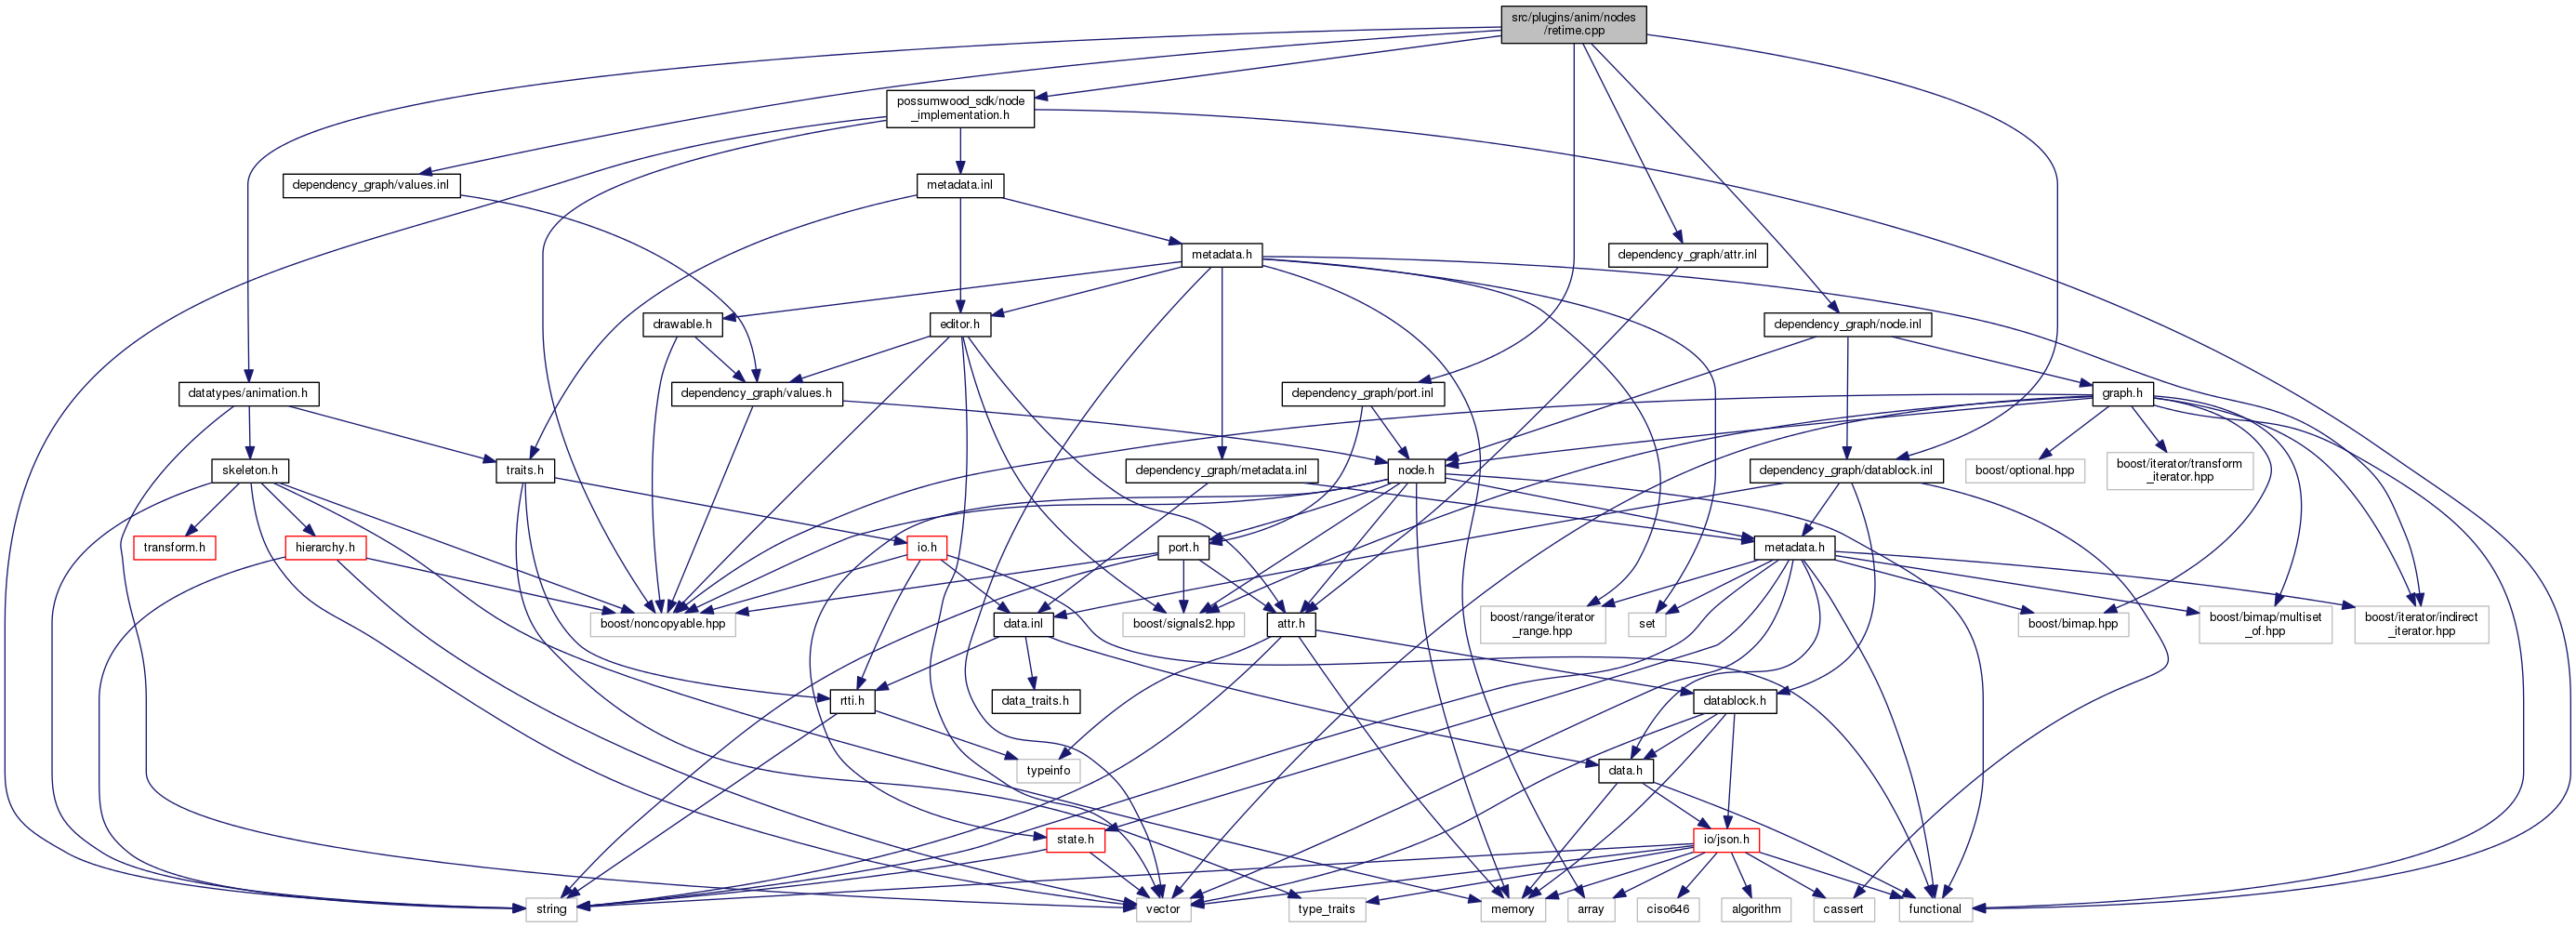 src/plugins/anim/nodes
/retime.cpp
possumwood_sdk/node
_implementation.h
dependency_graph/values.inl
metadata.inl
metadata.h
dependency_graph/attr.inl
drawable.h
editor.h
dependency_graph/node.inl
datatypes/animation.h
dependency_graph/values.h
dependency_graph/port.inl
graph.h
skeleton.h
traits.h
dependency_graph/metadata.inl
node.h
dependency_graph/datablock.inl
boost/optional.hpp
boost/iterator/transform
_iterator.hpp
transform.h
hierarchy.h
io.h
port.h
metadata.h
boost/noncopyable.hpp
data.inl
boost/signals2.hpp
attr.h
boost/range/iterator
_range.hpp
set
boost/bimap.hpp
boost/bimap/multiset
_of.hpp
boost/iterator/indirect
_iterator.hpp
rtti.h
data_traits.h
datablock.h
typeinfo
data.h
state.h
io/json.h
string
vector
type_traits
memory
array
ciso646
algorithm
cassert
functional